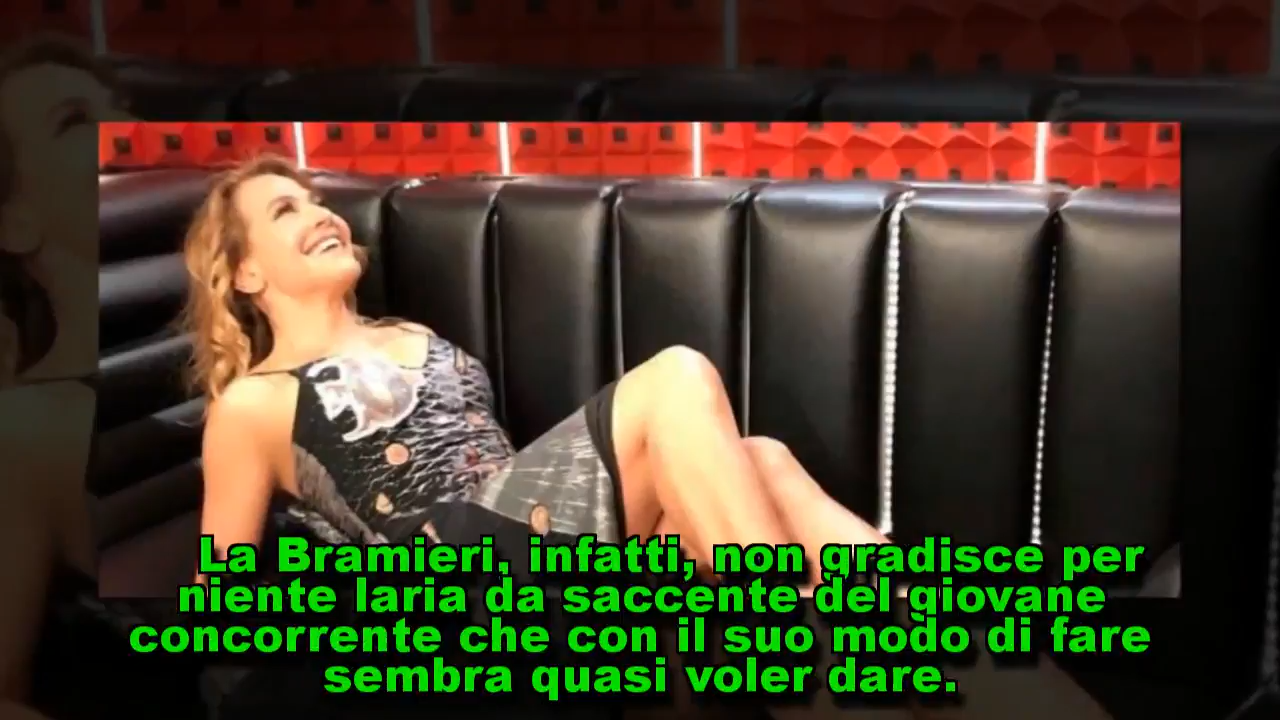 La Bramieri, infatti, non gradisce per
niente laria da saccente del giovane
concorrente che con il suo modo di fare
sembra quasi voler dare.